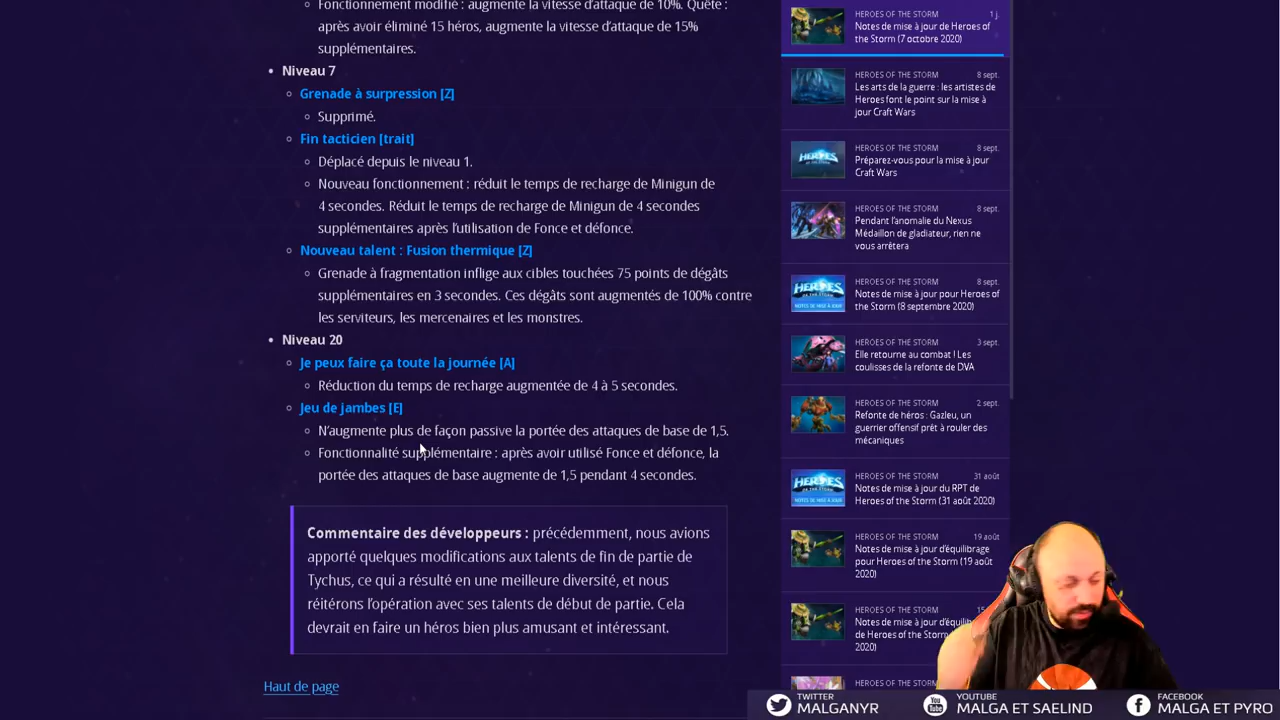 Fonctionnement modifié : augmente la vitesse d'attaque de 10%. Quête :
après avoir éliminé 15 héros, augmente la vitesse d'attaque de 15%
supplémentaires.
Niveau 7
Grenade à surpression [Z]
Supprimé.
Fin tacticien [trait]
Déplacé depuis le niveau 1.
Nouveau fonctionnement : réduit le temps de recharge de Minigun de
4 secondes. Réduit le temps de recharge de Minigun de 4 secondes
supplémentaires après l'utilisation de Fonce et défonce.
Nouveau talent : Fusion thermique [Z]
Grenade à fragmentation inflige aux cibles touchées 75 points de dégâts
supplémentaires en 3 secondes. Ces dégâts sont augmentés de 100% contre
les serviteurs, les mercenaires et les monstres.
Niveau 20
Je peux faire ça toute la journée [A]
Réduction du temps de recharge augmentée de 4 à 5 secondes.
Jeu de jambes [E]
N'augmente plus de façon passive la portée des attaques de base de 1,5.
Fonctionnalité supplémentaire : après avoir utilisé Fonce et défonce, la
portée des attaques de base augmente de 1,5 pendant 4 secondes.
Commentaire des développeurs : précédemment, nous avions
apporté quelques modifications aux talents de fin de partie de
Tychus, ce qui a résulté en une meilleure diversité, et nous
réitérons l'opération avec ses talents de début de partie. Cela
devrait en faire un héros bien plus amusant et intéressant.
Haut de page
HEROES OF THE STORM 1 j.
Notes de mise à jour de Heroes of
the Storm (7 octobre 2020)
HEROES OF THE STORM 8 sept.
Les arts de la guerre : les artistes de
Heroes font le point sur la mise à
jour Craft Wars
HEROES OF THE STORM 8 sept.
Préparez-vous pour la mise à jour
Craft Wars
HEROES OF THE STORM 8 sept.
Pendant l'anomalie du Nexus
Médaillon de gladiateur, rien ne
vous arrêtera
HEROES OF THE STORM 8 sept.
Notes de mise à jour pour Heroes of
the Storm (8 septembre 2020)
HEROES OF THE STORM 3 sept.
Elle retourne au combat ! Les
coulisses de la refonte de D.VA
HEROES OF THE STORM 2 sept.
Refonte de héros : Gazleu, un
guerrier offensif prêt à rouler des
mécaniques
HEROES OF THE STORM 31 août
Notes de mise à jour du RPT de
Heroes of the Storm (31 août 2020)
HEROES OF THE STORM 19 août
Notes de mise à jour d'équilibrage
pour Heroes of the Storm (19 août
2020)
HEROES OF THE STORM
Notes de mise à jour
de Heroes of the Storm
2020)
TWITTER
MALGANYR
YOUTUBE
MALGA ET SAELIND
FACEBOOK
MALGA ET PYRO